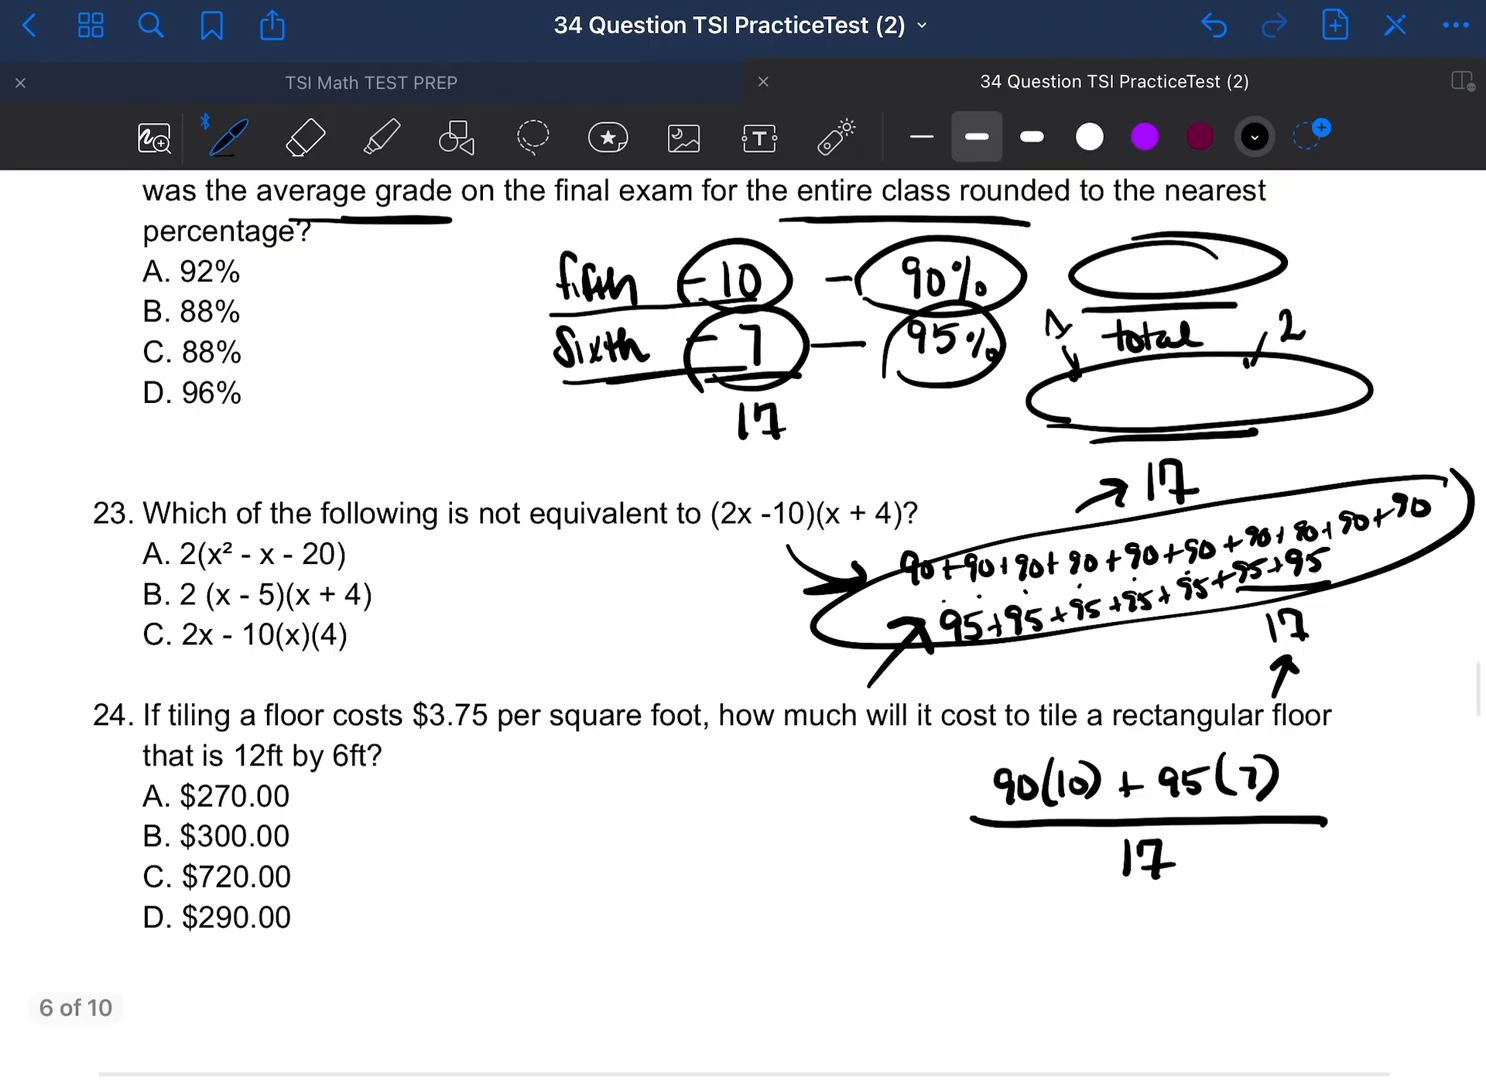 34 Question TSI PracticeTest (2)
TSI Math TEST PREP
34 Question TSI PracticeTest (2)
was the average grade on the final exam for the entire class rounded to the nearest
percentage?
A. 92%
B. 88%
C. 88%
D. 96%
fifth - 10 - 90%
Sixth - 7 - 95%
17
total
1
2
17
23. Which of the following is not equivalent to (2x -10)(x + 4)?
A. 2(x² - x - 20)
B. 2 (x - 5)(x + 4)
C. 2x - 10(x)(4)
90+90+90+90+90+90+90+90+90+90
95+95+95+95+95+95+95
17
24. If tiling a floor costs $3.75 per square foot, how much will it cost to tile a rectangular floor
that is 12ft by 6ft?
A. $270.00
B. $300.00
C. $720.00
D. $290.00
90(10) + 95(7)
17
6 of 10